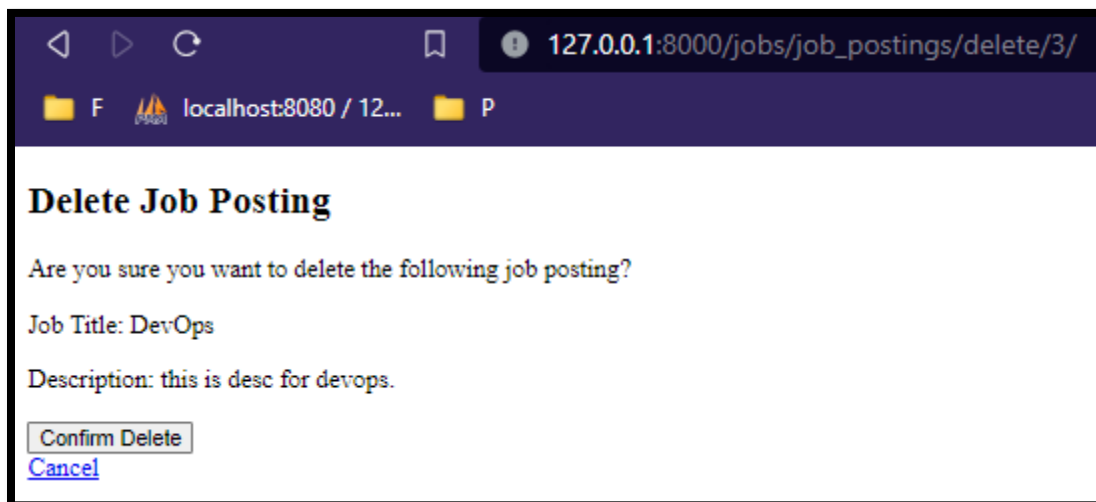 127.0.0.1:8000/jobs/job_postings/delete/3/
F localhost:8080 / 12... P
Delete Job Posting
Are you sure you want to delete the following job posting?
Job Title: DevOps
Description: this is desc for devops.
Confirm Delete
Cancel